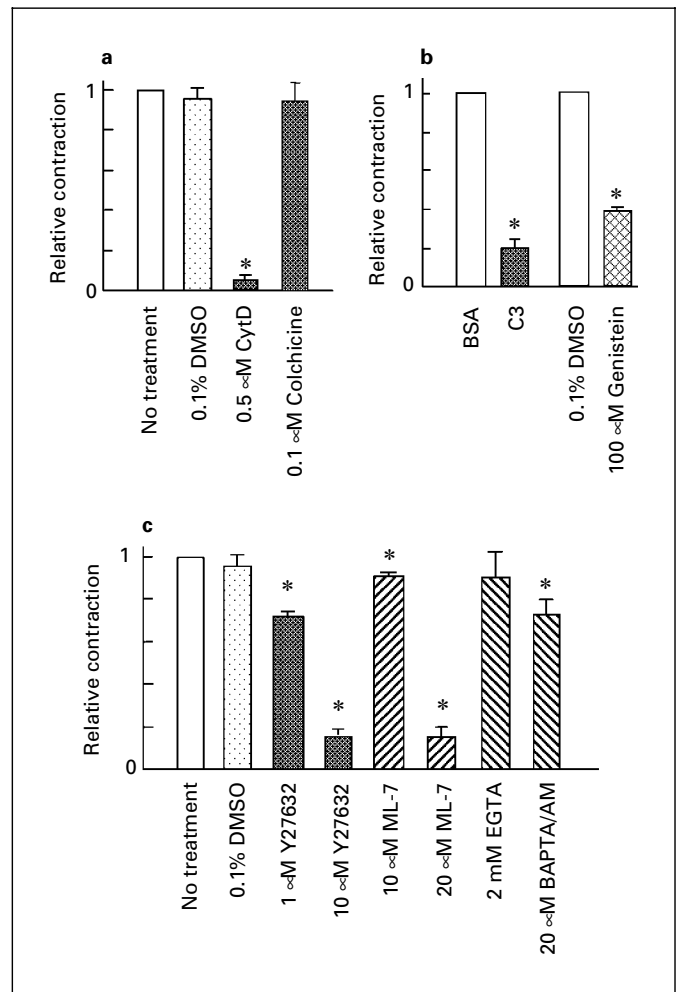 a
Relative contraction
1
0
No treatment
0.1% DMSO
0.5 ∝M CytD
0.1 ∝M Colchicine
*
b
Relative contraction
1
0
BSA
C3
0.1% DMSO
100 ∝M Genistein
*
*
c
Relative contraction
1
0
No treatment
0.1% DMSO
1 ∝M Y27632
10 ∝M Y27632
10 ∝M ML-7
20 ∝M ML-7
2 mM EGTA
20 ∝M BAPTA/AM
*
*
*
*
*